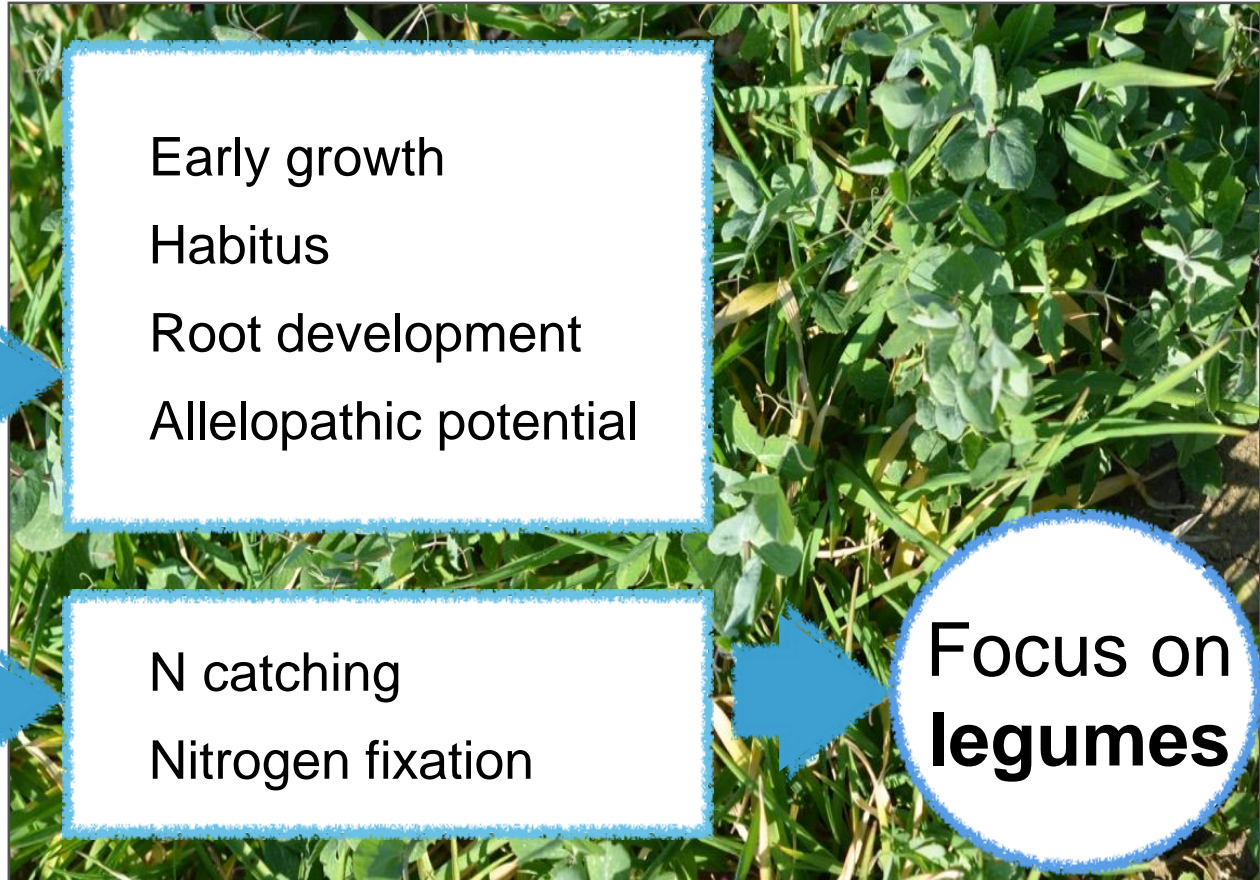 Early growth
Habitus
Root development
Allelopathic potential
N catching
Nitrogen fixation
Focus on
legumes